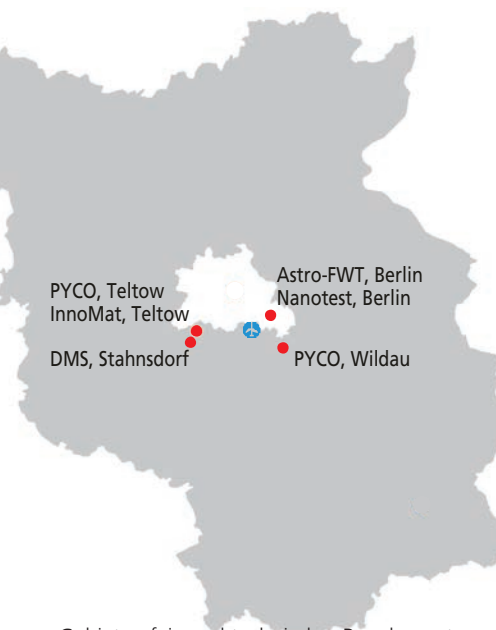 Astro-FWT, Berlin
Nanotest, Berlin
PYCO, Teltow
InnoMat, Teltow
DMS, Stahnsdorf
PYCO, Wildau